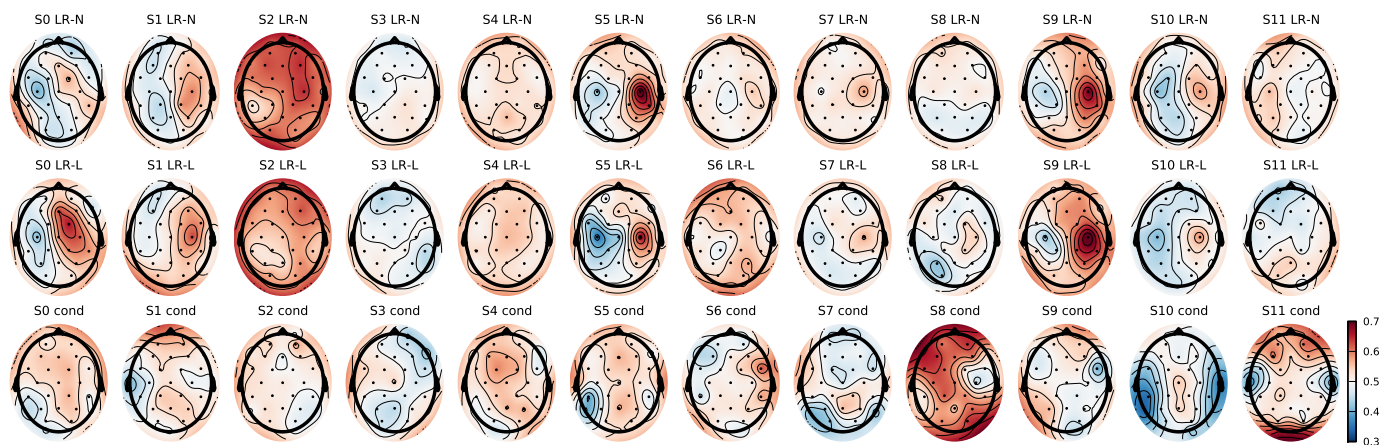 S0 LR-N S1 LR-N S2 LR-N S3 LR-N S4 LR-N S5 LR-N S6 LR-N S7 LR-N S8 LR-N S9 LR-N S10 LR-N S11 LR-N
S0 LR-L S1 LR-L S2 LR-L S3 LR-L S4 LR-L S5 LR-L S6 LR-L S7 LR-L S8 LR-L S9 LR-L S10 LR-L S11 LR-L
S0 cond S1 cond S2 cond S3 cond S4 cond S5 cond S6 cond S7 cond S8 cond S9 cond S10 cond S11 cond
0.7
0.6
0.5
0.4
0.3